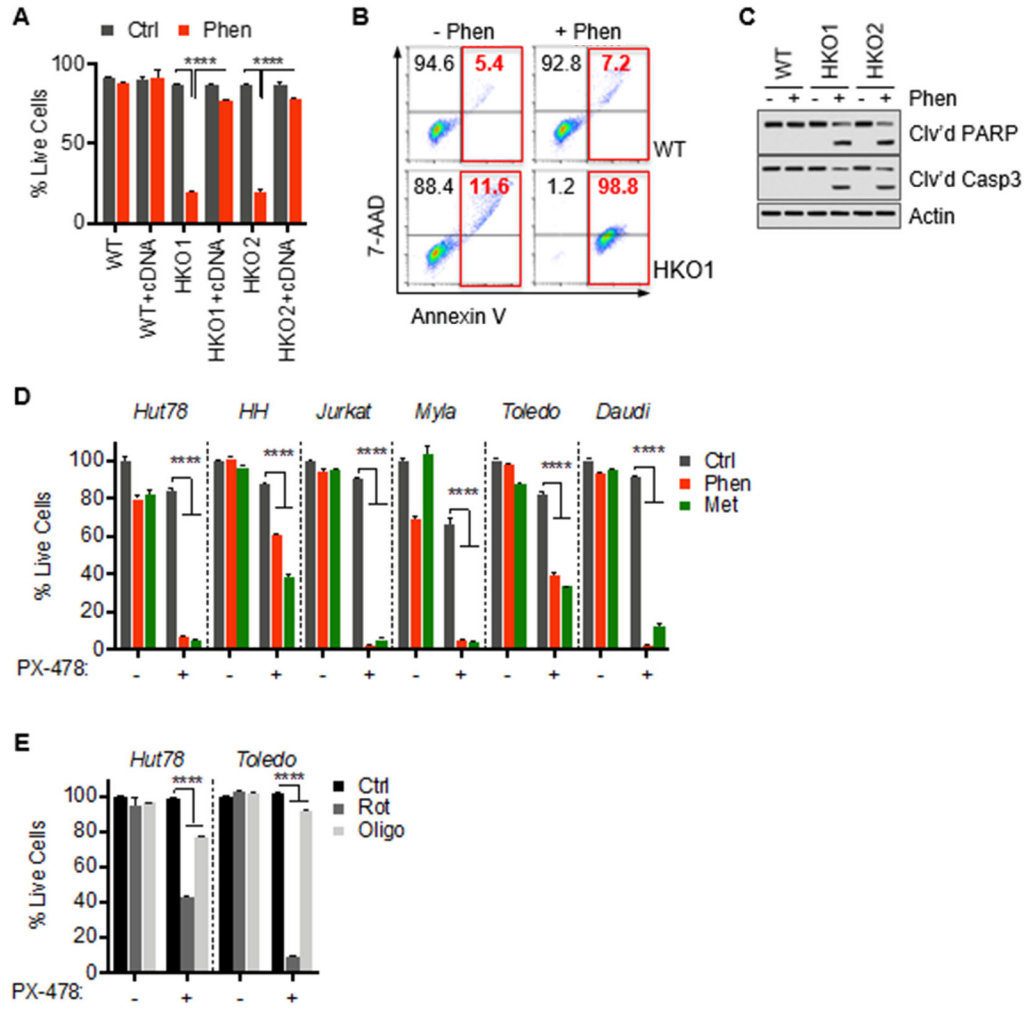 A
Ctrl Phen
% Live Cells
100
50
0
****
****
WT
WT+cDNA
HKO1
HKO1+cDNA
HKO2
HKO2+cDNA
B
- Phen + Phen
94.6 5.4 92.8 7.2
WT
88.4 11.6 1.2 98.8
HKO1
7-AAD
Annexin V
C
WT HKO1 HKO2
- + - + - + Phen
Clv'd PARP
Clv'd Casp3
Actin
D
Hut78 HH Jurkat Myla Toledo Daudi
**** **** **** **** **** ****
Ctrl
Phen
Met
% Live Cells
100
80
60
40
20
0
PX-478: - + - + - + - + - + - +
E
Hut78 Toledo
**** ****
Ctrl
Rot
Oligo
% Live Cells
100
80
60
40
20
0
PX-478: - + - +